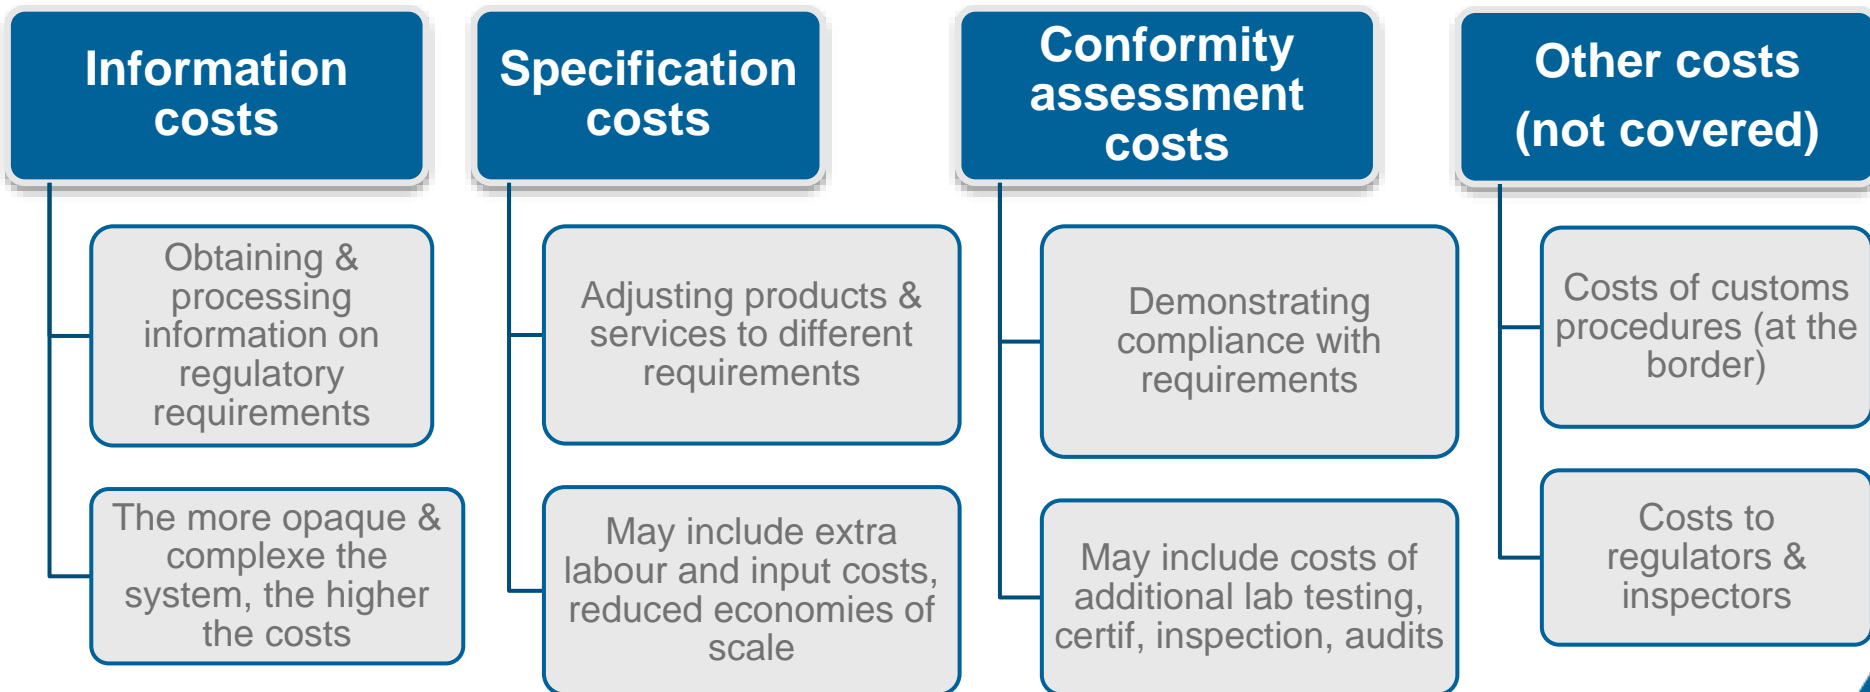 Information
costs
Obtaining &
processing
information on
regulatory
requirements
The more opaque &
complexe the
system, the higher
the costs
Specification
costs
Adjusting products &
services to different
requirements
May include extra
labour and input costs,
reduced economies of
scale
Conformity
assessment
costs
Demonstrating
compliance with
requirements
May include costs of
additional lab testing,
certif, inspection, audits
Other costs
(not covered)
Costs of customs
procedures (at the
border)
Costs to
regulators &
inspectors